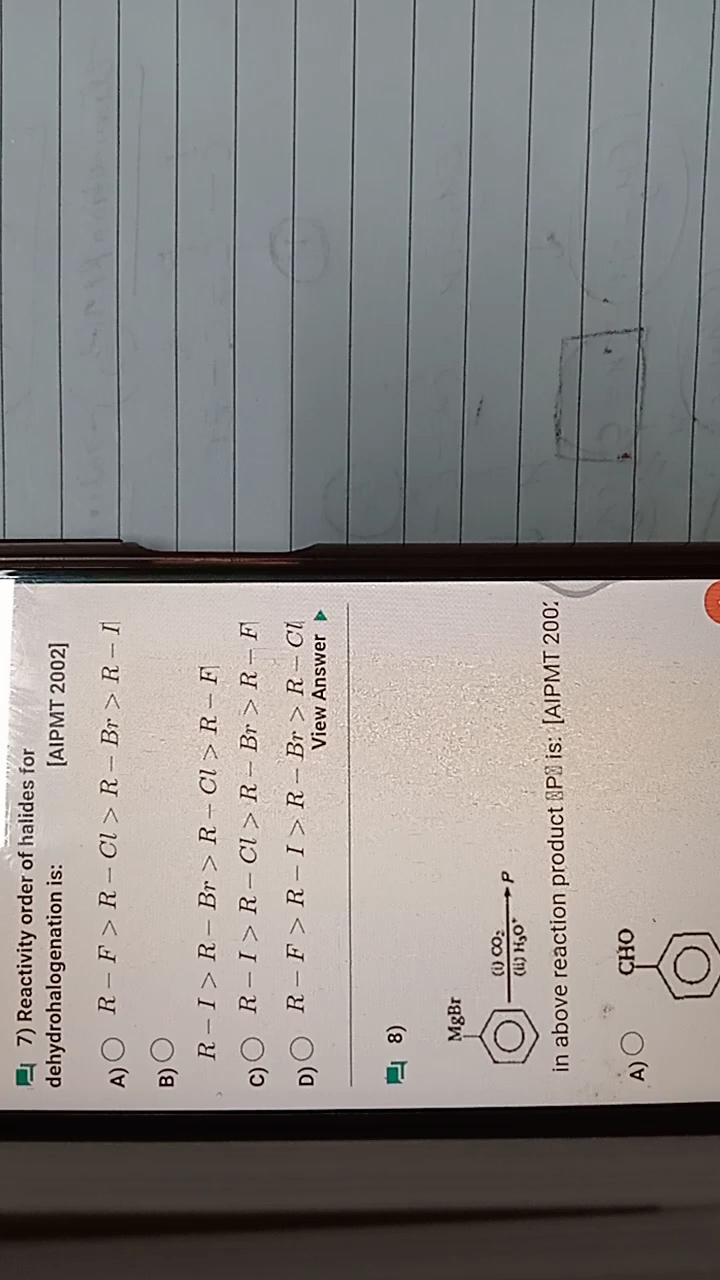 7) Reactivity order of halides for
dehydrohalogenation is: [AIPMT 2002]
A) R − F > R − Cl > R − Br > R − I
B)
R − I > R − Br > R − Cl > R − F
C) R − I > R − Cl > R − Br > R − F
D) R − F > R − I > R − Br > R − Cl
View Answer
8)
MgBr
(i) CO₂
(ii) H₃O⁺
P
in above reaction product P is: [AIPMT 200
A)
CHO